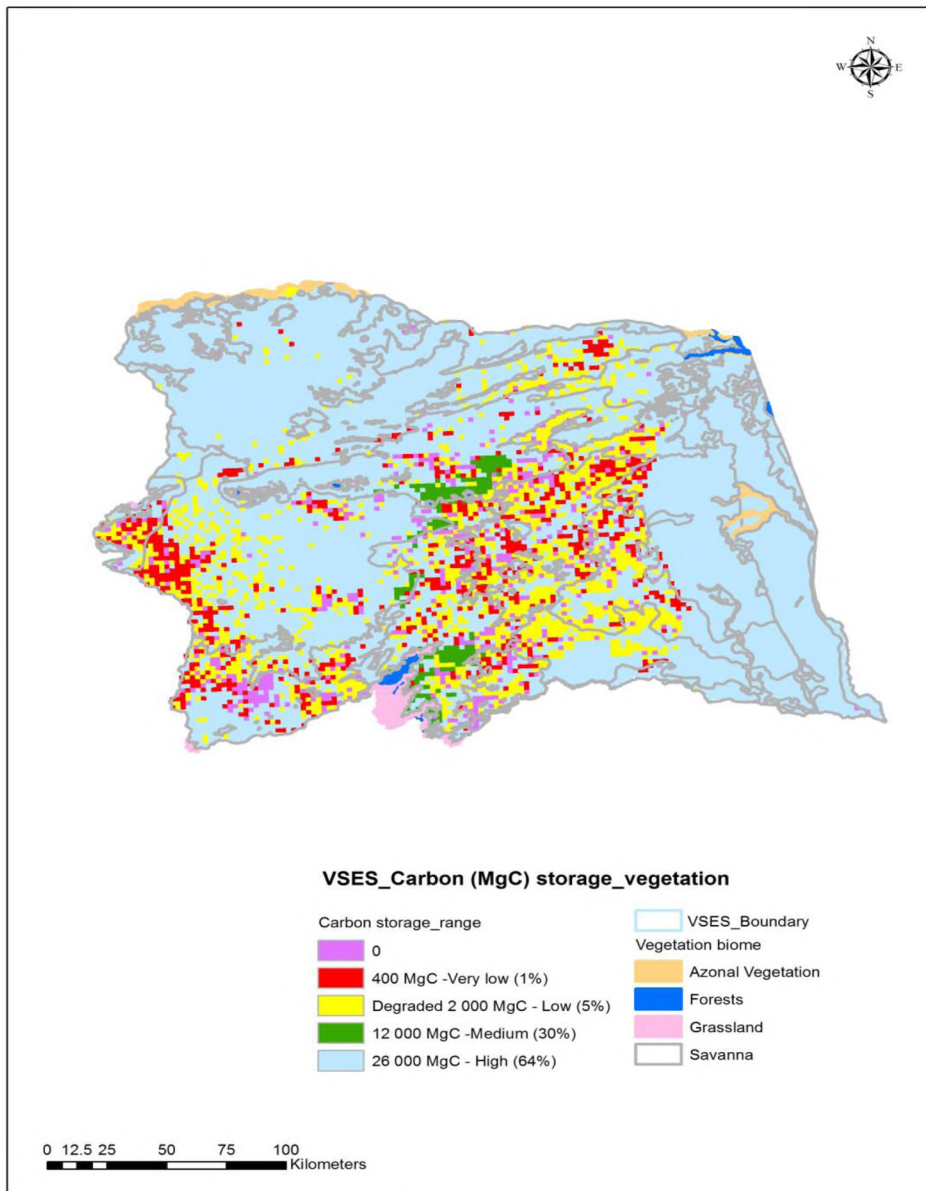 N
W E
S
VSES_Carbon (MgC) storage_vegetation
Carbon storage_range
0
400 MgC -Very low (1%)
Degraded 2 000 MgC - Low (5%)
12 000 MgC -Medium (30%)
26 000 MgC - High (64%)
VSES_Boundary
Vegetation biome
Azonal Vegetation
Forests
Grassland
Savanna
0 12.5 25 50 75 100
Kilometers